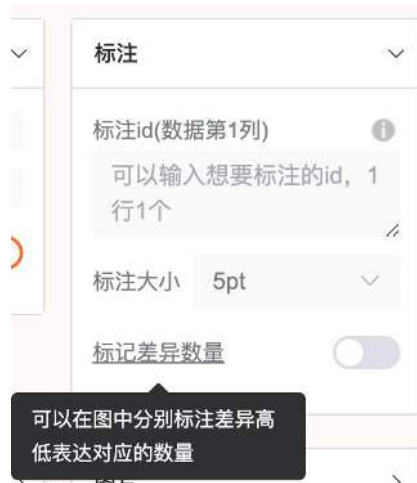 标注
标注id(数据第1列)
可以输入想要标注的id，1
行1个
标注大小 5pt
标记差异数量
可以在图中分别标注差异高
低表达对应的数量